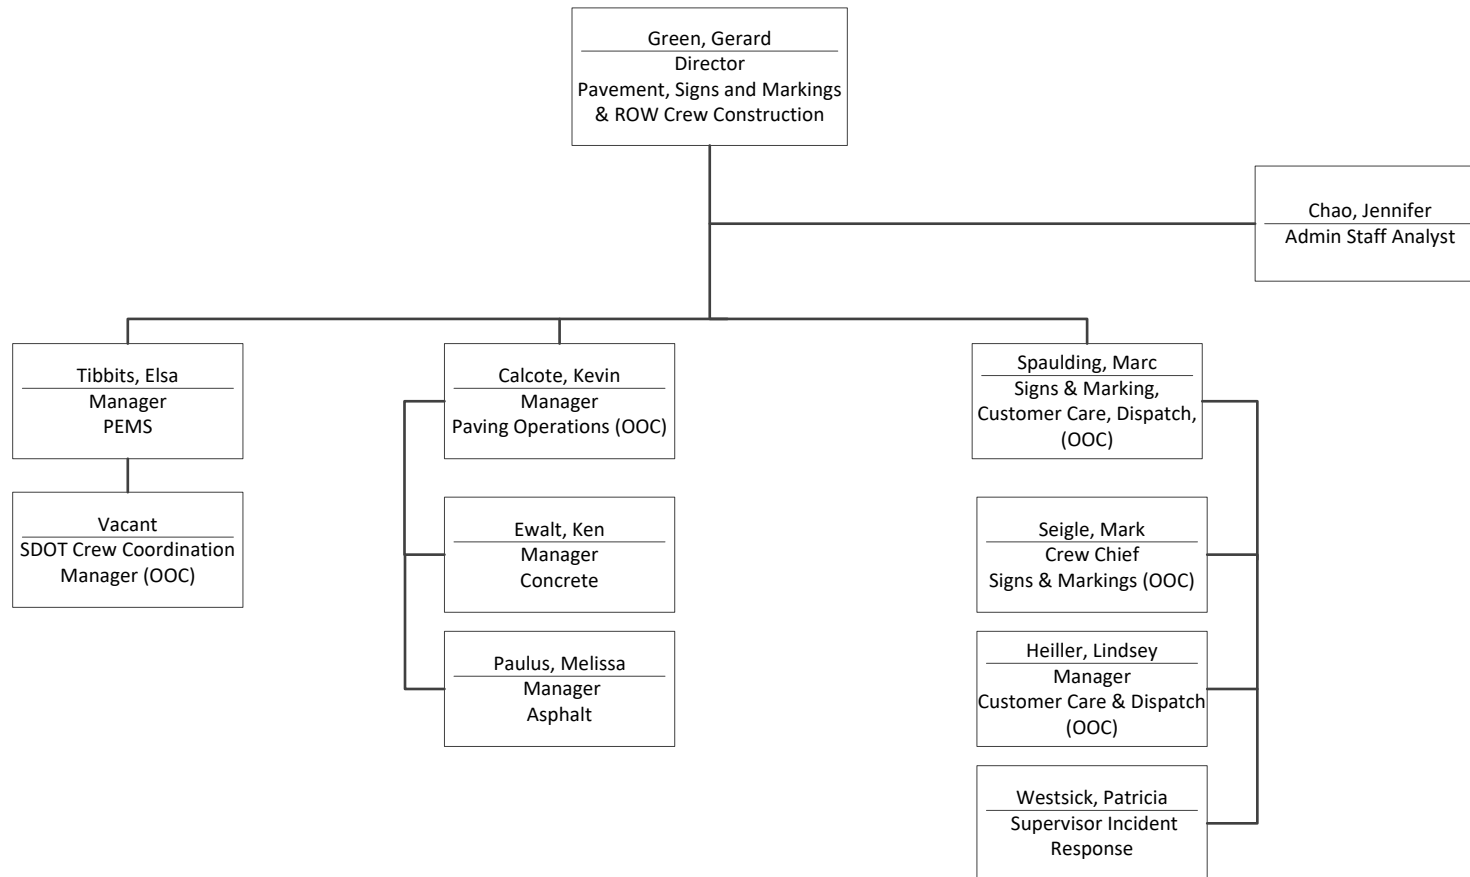 Green, Gerard
Director
Pavement, Signs and Markings
& ROW Crew Construction
Chao, Jennifer
Admin Staff Analyst
Tibbits, Elsa
Manager
PEMS
Calcote, Kevin
Manager
Paving Operations (OOC)
Spaulding, Marc
Signs & Marking,
Customer Care, Dispatch,
(OOC)
Vacant
SDOT Crew Coordination
Manager (OOC)
Ewalt, Ken
Manager
Concrete
Seigle, Mark
Crew Chief
Signs & Markings (OOC)
Paulus, Melissa
Manager
Asphalt
Heiller, Lindsey
Manager
Customer Care & Dispatch
(OOC)
Westsick, Patricia
Supervisor Incident
Response